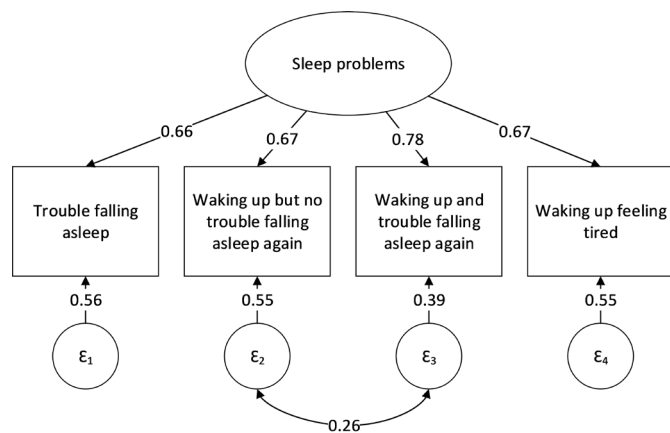 Sleep problems
0.66
0.67
0.78
0.67
Trouble falling
asleep
Waking up but no
trouble falling
asleep again
Waking up and
trouble falling
asleep again
Waking up feeling
tired
0.56
0.55
0.39
0.55
ε₁
ε₂
ε₃
ε₄
0.26